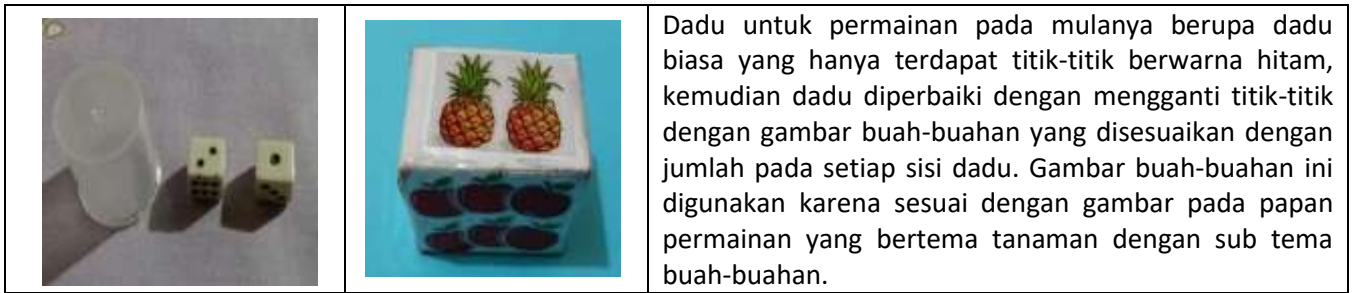 Dadu untuk permainan pada mulanya berupa dadu
biasa yang hanya terdapat titik-titik berwarna hitam,
kemudian dadu diperbaiki dengan mengganti titik-titik
dengan gambar buah-buahan yang disesuaikan dengan
jumlah pada setiap sisi dadu. Gambar buah-buahan ini
digunakan karena sesuai dengan gambar pada papan
permainan yang bertema tanaman dengan sub tema
buah-buahan.